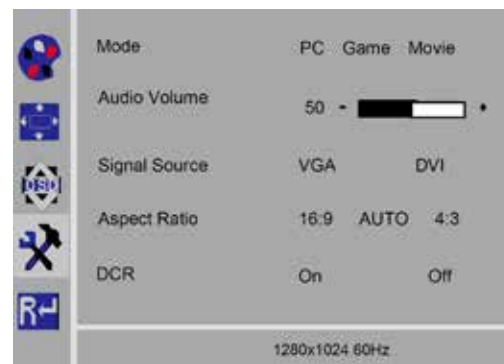 Mode PC Game Movie
Audio Volume 50 - +
Signal Source VGA DVI
OSD
Aspect Ratio 16:9 AUTO 4:3
DCR On Off
R
1280x1024 60Hz